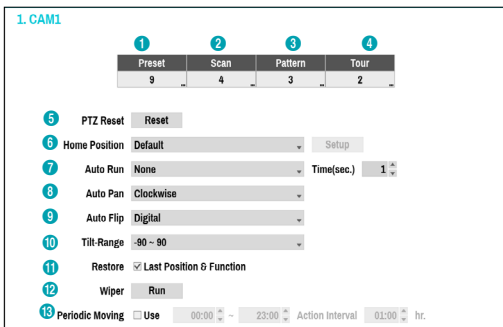 1. CAM1
1 2 3 4
Preset Scan Pattern Tour
9 ... 4 ... 3 ... 2 ...
5 PTZ Reset Reset
6 Home Position Default Setup
7 Auto Run None Time(sec.) 1
8 Auto Pan Clockwise
9 Auto Flip Digital
10 Tilt-Range -90 ~ 90
11 Restore Last Position & Function
12 Wiper Run
13 Periodic Moving Use 00:00 ~ 23:00 Action Interval 01:00 hr.